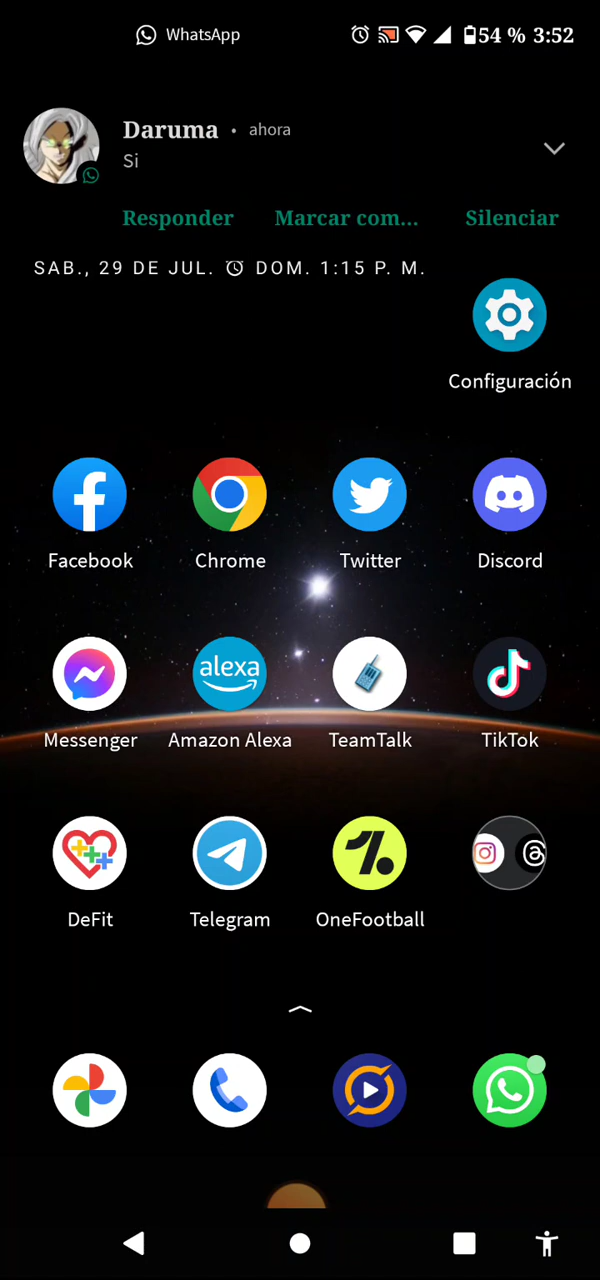 WhatsApp 54 % 3:52
Daruma • ahora
Si
Responder Marcar com... Silenciar
SAB., 29 DE JUL. DOM. 1:15 P. M.
Configuración
Facebook Chrome Twitter Discord
alexa
Messenger Amazon Alexa TeamTalk TikTok
DeFit Telegram OneFootball